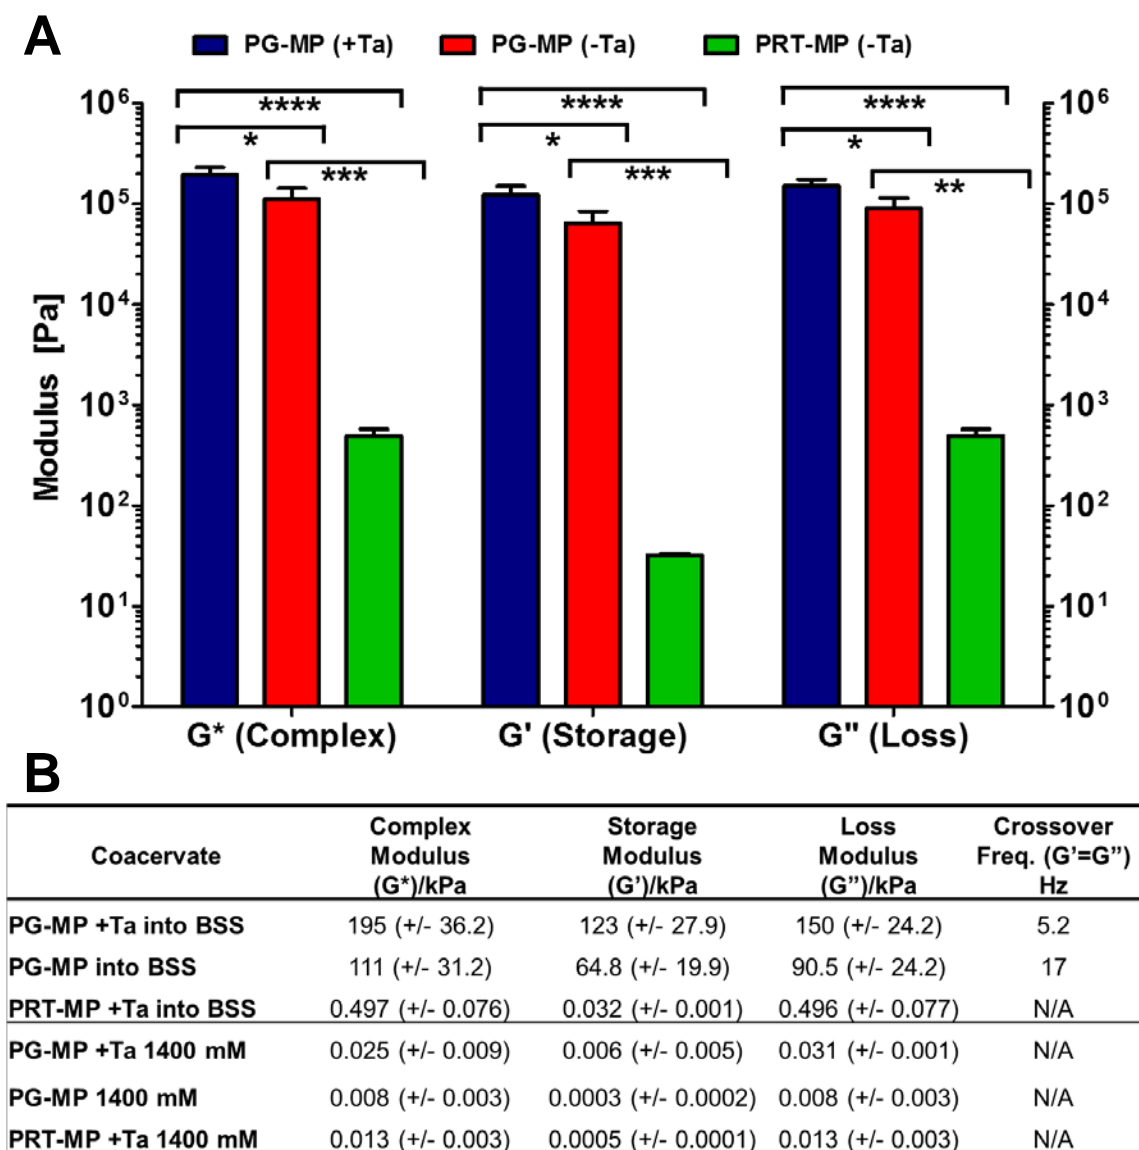 A
PG-MP (+Ta) PG-MP (-Ta) PRT-MP (-Ta)
**** **** ****
* * *
*** *** **
Modulus [Pa]
10⁶ 10⁶
10⁵ 10⁵
10⁴ 10⁴
10³ 10³
10² 10²
10¹ 10¹
10⁰ 10⁰
G* (Complex) G' (Storage) G" (Loss)
B
Coacervate Complex Modulus (G*)/kPa Storage Modulus (G')/kPa Loss Modulus (G”)/kPa Crossover Freq. (G’=G”) Hz
PG-MP +Ta into BSS 195 (+/- 36.2) 123 (+/- 27.9) 150 (+/- 24.2) 5.2
PG-MP into BSS 111 (+/- 31.2) 64.8 (+/- 19.9) 90.5 (+/- 24.2) 17
PRT-MP +Ta into BSS 0.497 (+/- 0.076) 0.032 (+/- 0.001) 0.496 (+/- 0.077) N/A
PG-MP +Ta 1400 mM 0.025 (+/- 0.009) 0.006 (+/- 0.005) 0.031 (+/- 0.001) N/A
PG-MP 1400 mM 0.008 (+/- 0.003) 0.0003 (+/- 0.0002) 0.008 (+/- 0.003) N/A
PRT-MP +Ta 1400 mM 0.013 (+/- 0.003) 0.0005 (+/- 0.0001) 0.013 (+/- 0.003) N/A